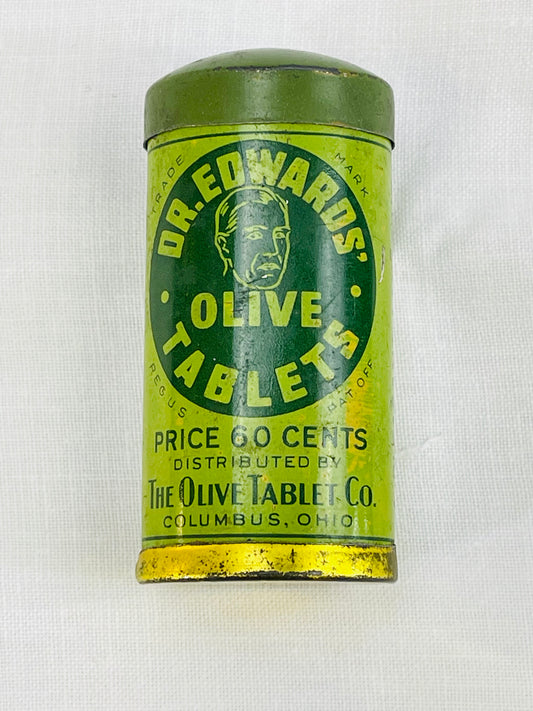 TRADE MARK
DR. EDWARDS'
OLIVE
TABLETS
REG US PAT OFF
PRICE 60 CENTS
DISTRIBUTED BY
THE OLIVE TABLET CO.
COLUMBUS, OHIO